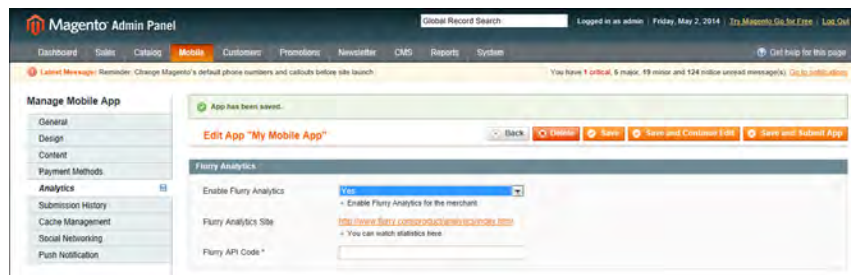 Magento Admin Panel
Global Record Search
Logged in as admin | Friday, May 2, 2014 | Try Magento Go for Free | Log Out
Dashboard Sales Catalog Mobile Customers Promotions Newsletter CMS Reports System Get help for this page
Latest Message: Reminder: Change Magento's default phone numbers and callouts before site launch You have 1 critical, 5 major, 19 minor and 124 notice unread message(s). Go to notifications
Manage Mobile App
General
Design
Content
Payment Methods
Analytics
Submission History
Cache Management
Social Networking
Push Notification
App has been saved.
Edit App "My Mobile App" Back Delete Save Save and Continue Edit Save and Submit App
Flurry Analytics
Enable Flurry Analytics Yes
Enable Flurry Analytics for the merchant.
Flurry Analytics Site http://www.flurry.com/product/analytics/index.html
You can watch statistics here.
Flurry API Code *